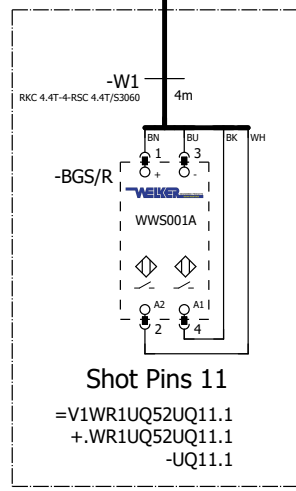 -W1
RKC 4.4T-4-RSC 4.4T/S3060
4m
BN BU BK WH
1 3
-BGS/R
+ -
WELKER
WWS001A
A2 A1
2 4
Shot Pins 11
=V1WR1UQ52UQ11.1
+.WR1UQ52UQ11.1
-UQ11.1